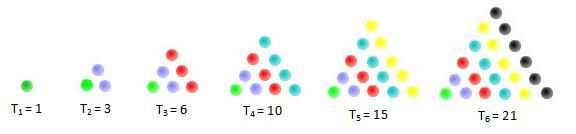 T₁ = 1
T₂ = 3
T₃ = 6
T₄ = 10
T₅ = 15
T₆ = 21